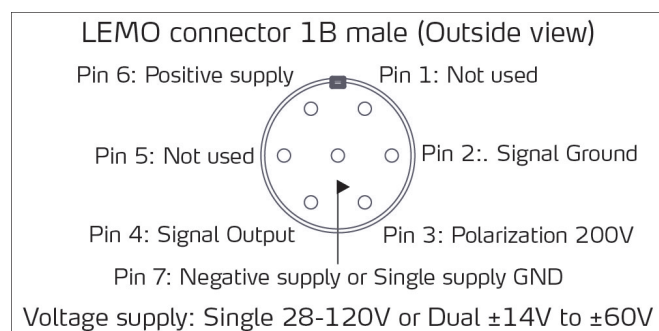 LEMO connector 1B male (Outside view)
Pin 6: Positive supply
Pin 1: Not used
Pin 5: Not used
Pin 2:. Signal Ground
Pin 4: Signal Output
Pin 3: Polarization 200V
Pin 7: Negative supply or Single supply GND
Voltage supply: Single 28-120V or Dual ±14V to ±60V